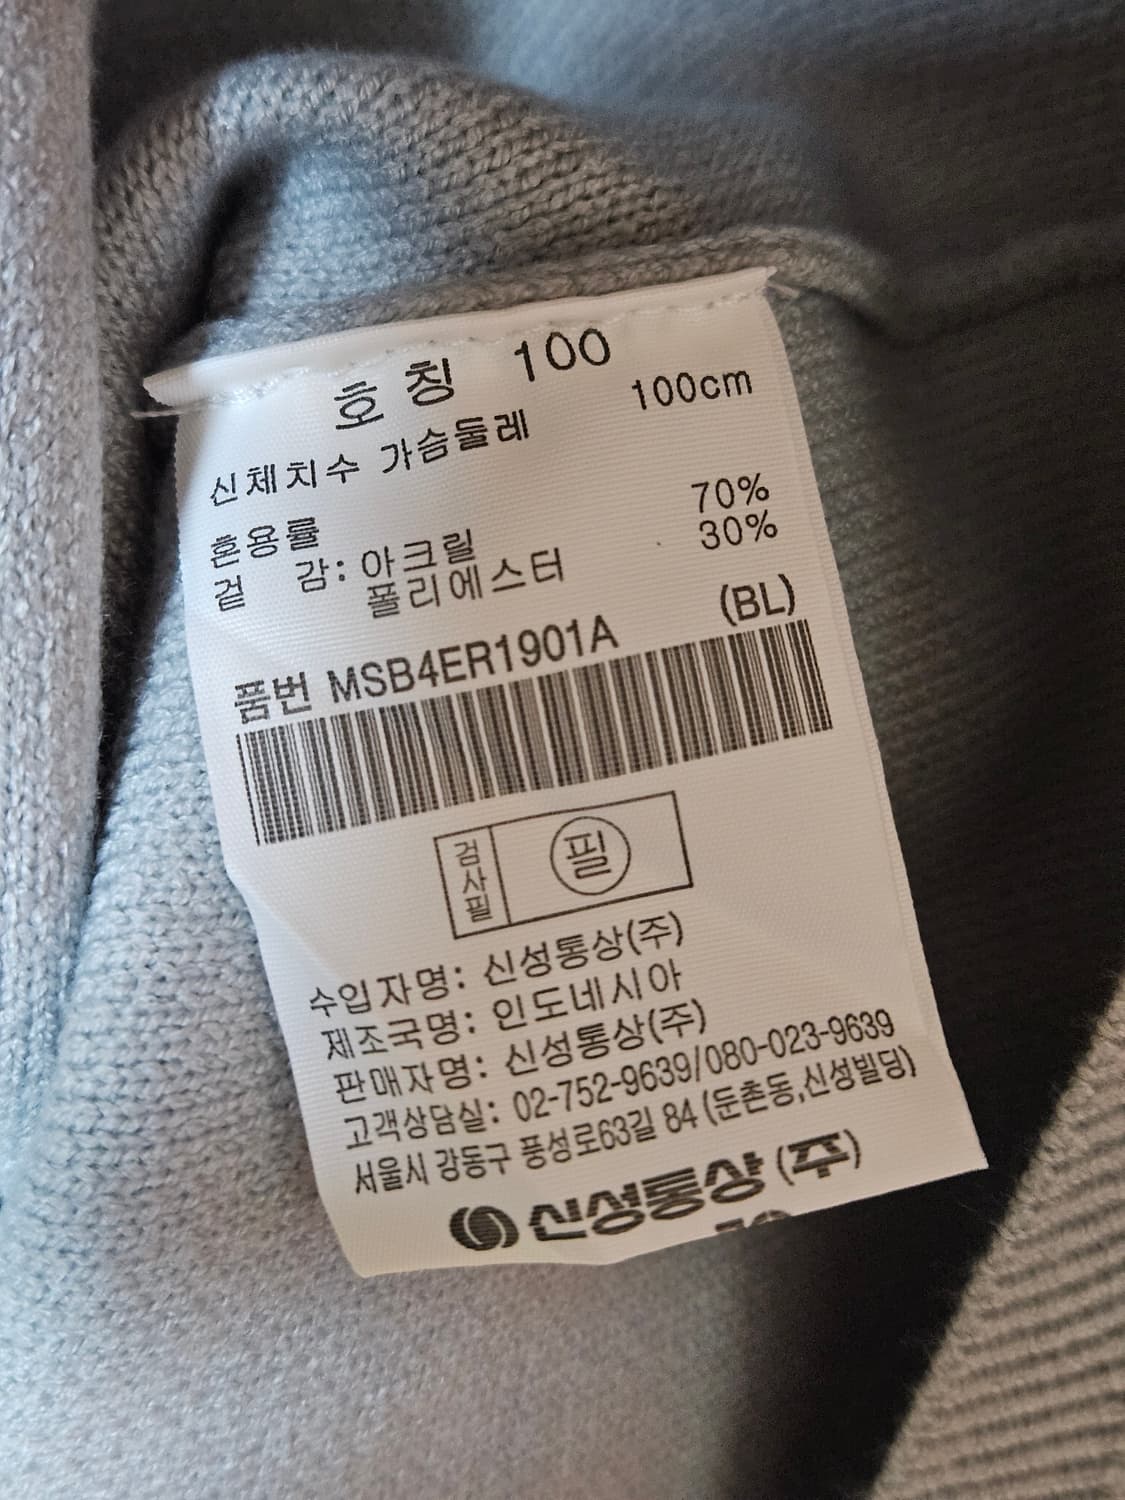 호칭 100
신체치수 가슴둘레 100cm
혼용률
겉 감: 아크릴 70%
폴리에스터 30%
품번 MSB4ER1901A (BL)
검사필 필
수입자명: 신성통상(주)
제조국명: 인도네시아
판매자명: 신성통상(주)
고객상담실: 02-752-9639/080-023-9639
서울시 강동구 풍성로63길 84 (둔촌동,신성빌딩)
신성통상(주)